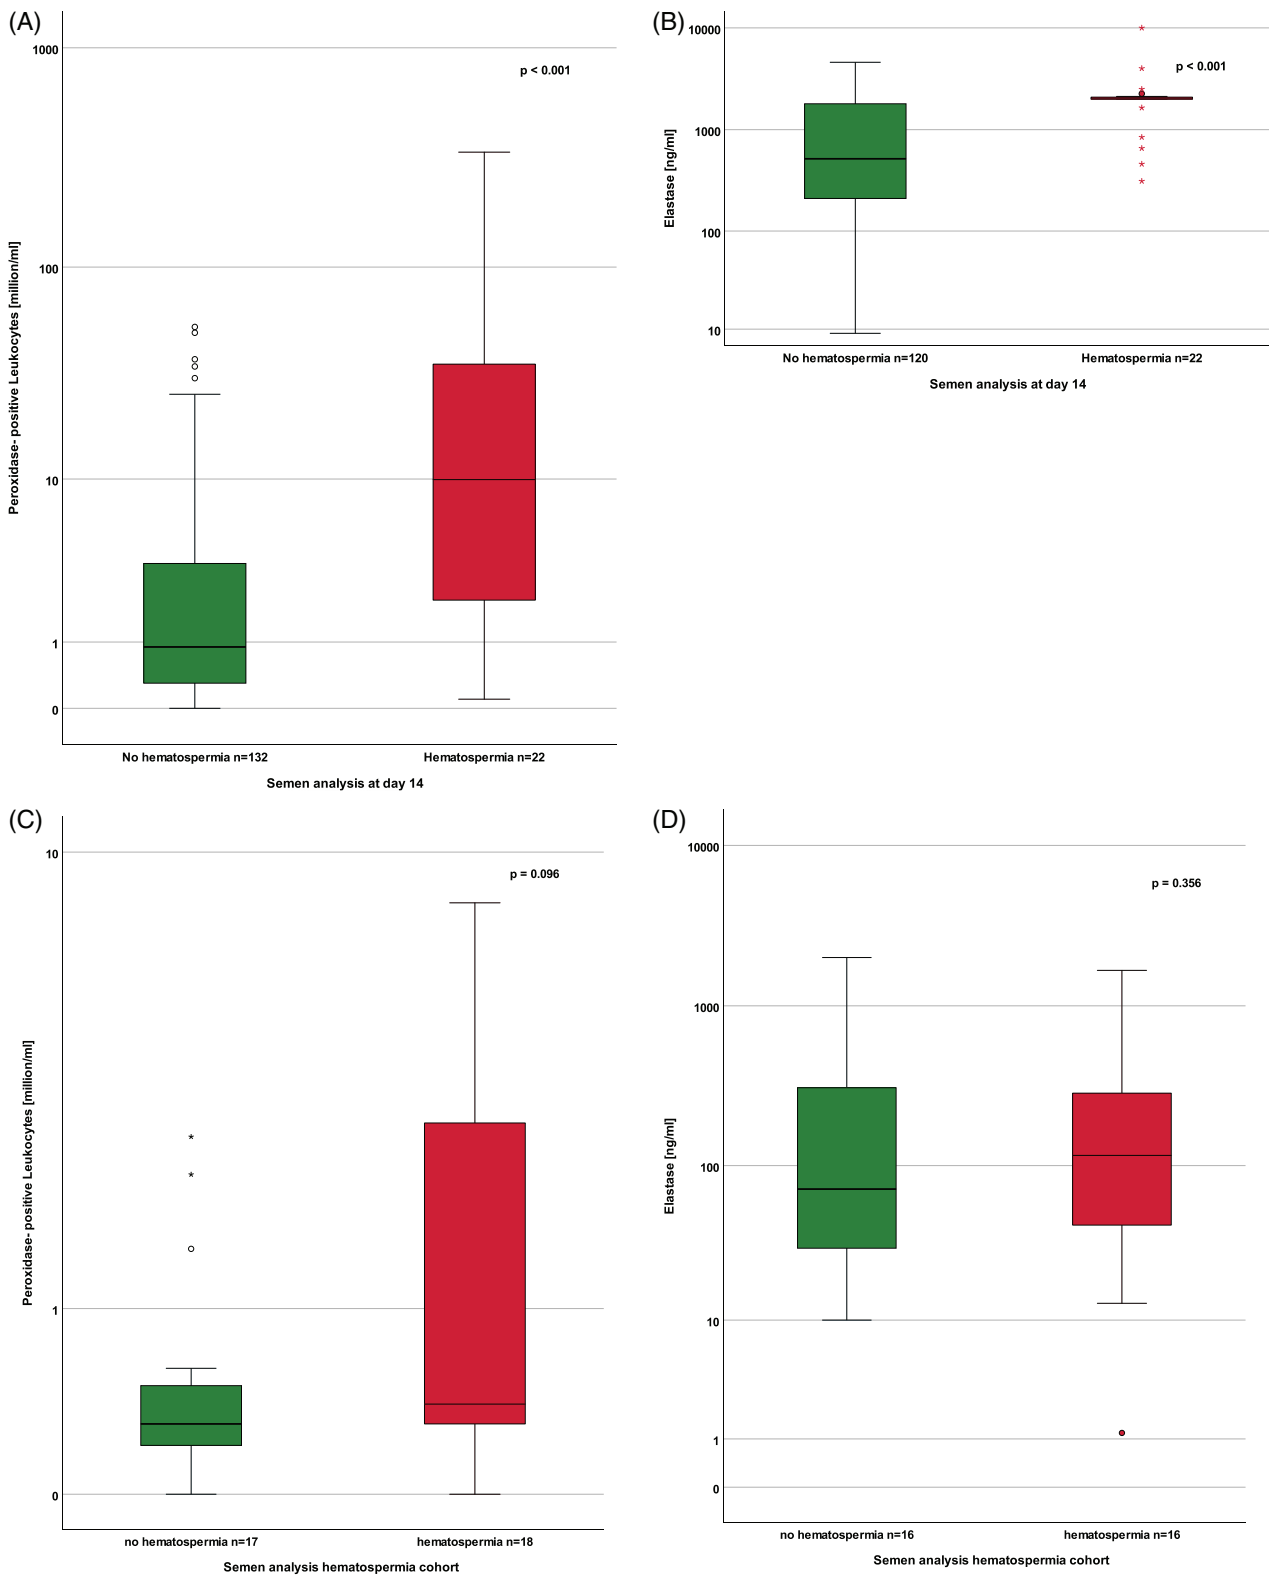 (A)
1000
p < 0.001
100
10
1
0
Peroxidase- positive Leukocytes [million/ml]
No hematospermia n=132
Hematospermia n=22
Semen analysis at day 14
(B)
10000
p < 0.001
1000
100
10
Elastase [ng/ml]
No hematospermia n=120
Hematospermia n=22
Semen analysis at day 14
(C)
10
p = 0.096
1
0
Peroxidase- positive Leukocytes [million/ml]
no hematospermia n=17
hematospermia n=18
Semen analysis hematospermia cohort
(D)
10000
p = 0.356
1000
100
10
1
0
Elastase [ng/ml]
no hematospermia n=16
hematospermia n=16
Semen analysis hematospermia cohort